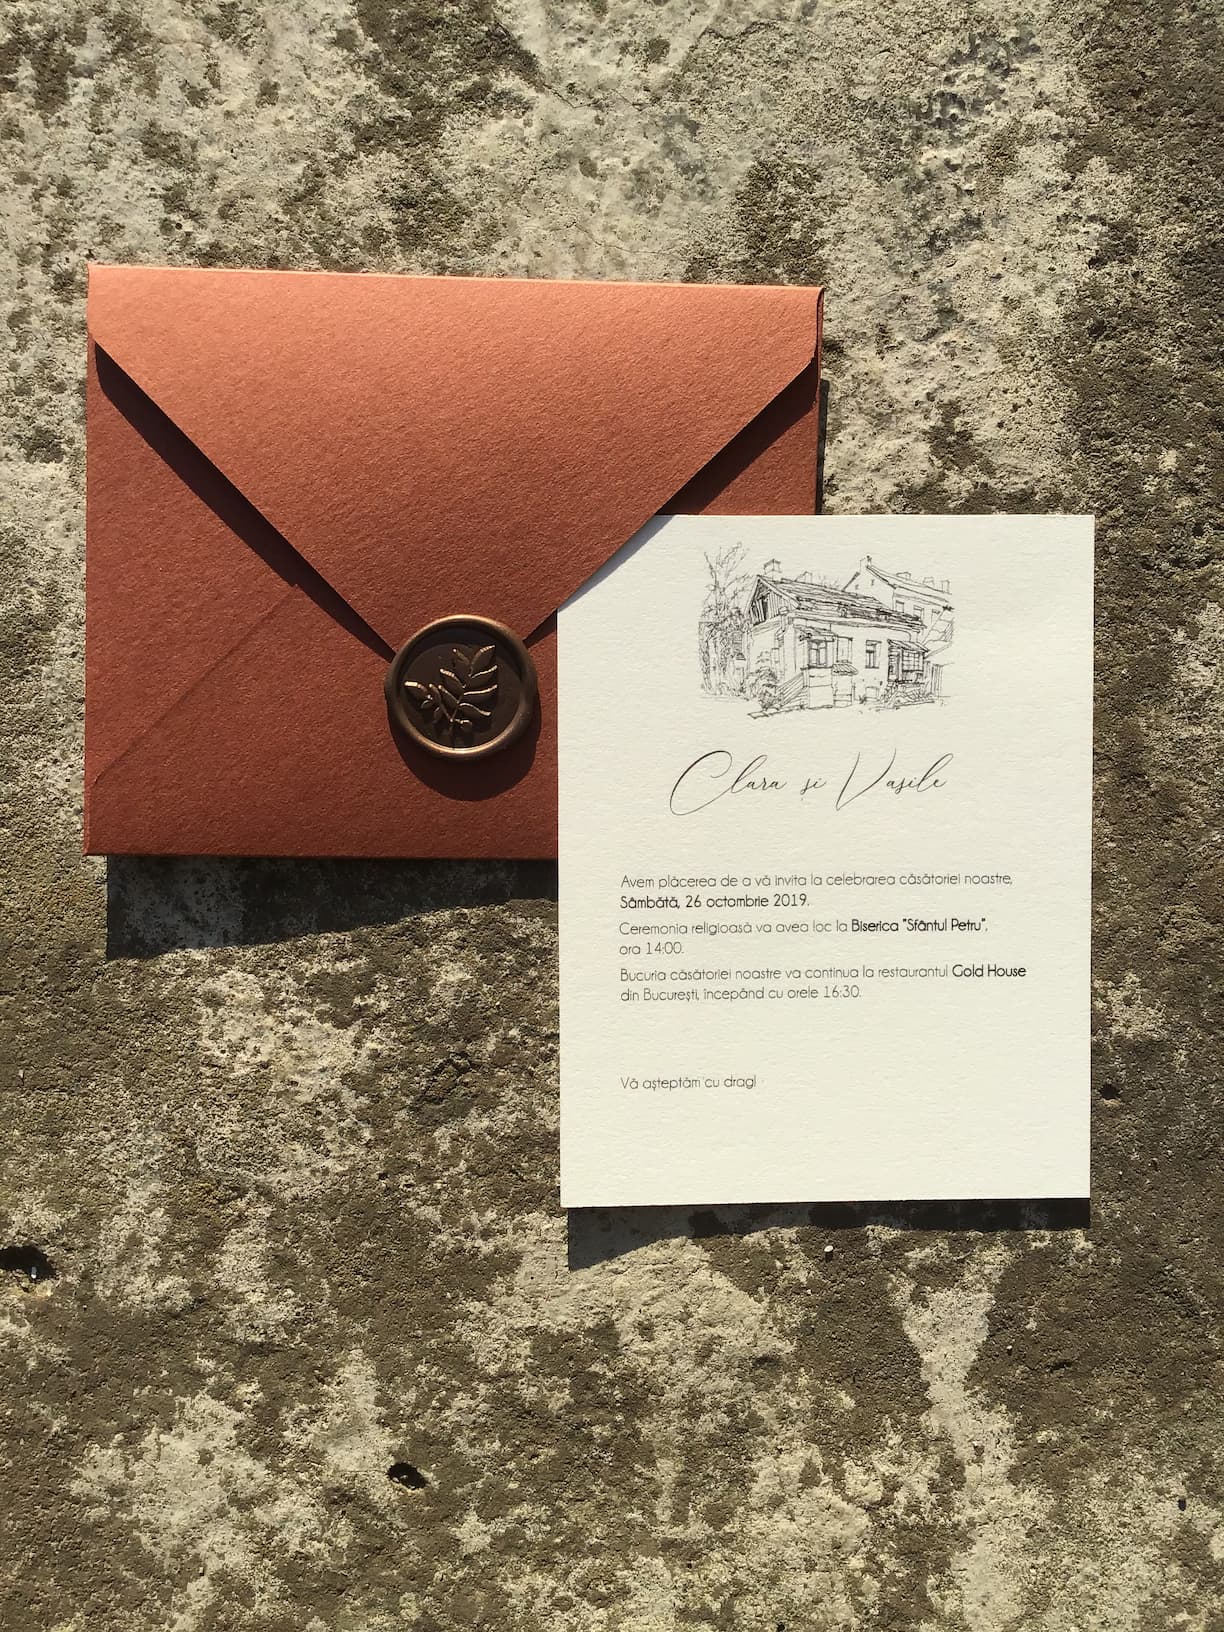 Clara și Vasile
Avem plăcerea de a vă invita la celebrarea căsătoriei noastre,
Sâmbătă, 26 octombrie 2019.
Ceremonia religioasă va avea loc la Biserica "Sfântul Petru",
ora 14:00.
Bucuria căsătoriei noastre va continua la restaurantul Gold House
din București, începând cu orele 16:30.
Vă așteptăm cu drag!